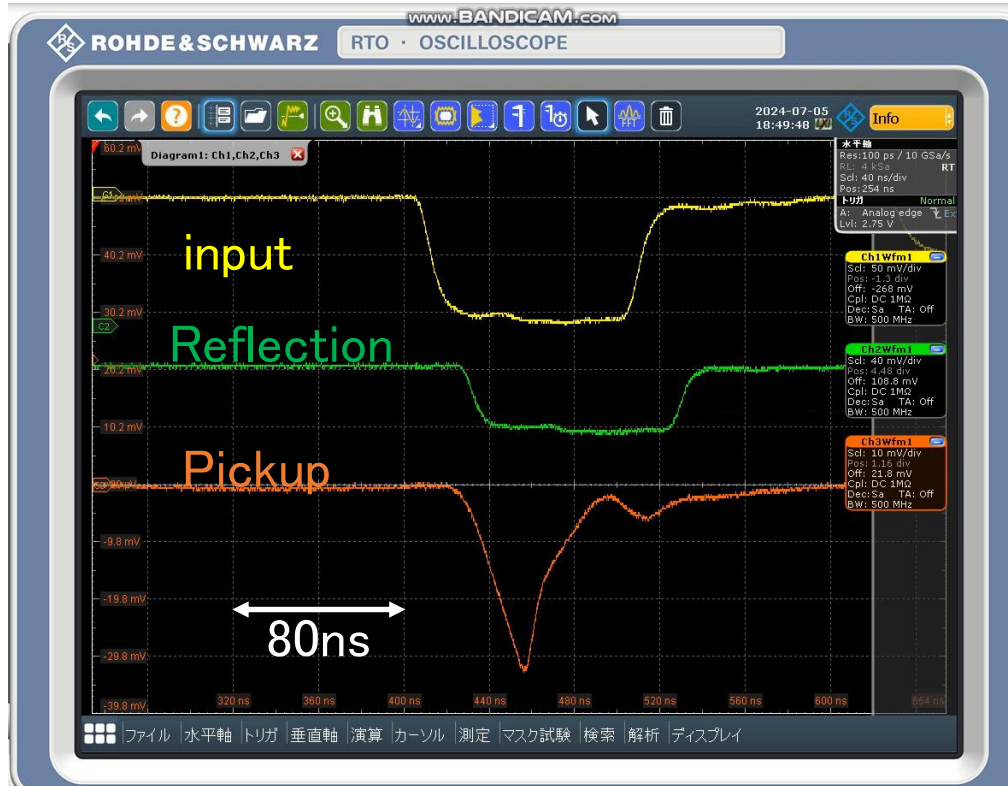 www.BANDICAM.com
ROHDE&SCHWARZ RTO · OSCILLOSCOPE
2024-07-05
18:49:48
Info
Diagram1: Ch1,Ch2,Ch3
60.2 mV
水平軸
Res:100 ps / 10 GSa/s
RL: 4 kSa RT
Scl: 40 ns/div
Pos:254 ns
トリガ Normal
A: Analog edge Ex
Lvl: 2.75 V
C1
input
40.2 mV
Ch1Wfm1
Scl: 50 mV/div
Pos: -1.3 div
Off: -268 mV
Cpl: DC 1MΩ
Dec:Sa TA: Off
BW: 500 MHz
30.2 mV
C2
Reflection
20.2 mV
Ch2Wfm1
Scl: 40 mV/div
Pos: 4.48 div
Off: 108.8 mV
Cpl: DC 1MΩ
Dec:Sa TA: Off
BW: 500 MHz
10.2 mV
Pickup
Ch3Wfm1
Scl: 10 mV/div
Pos: 1.16 div
Off: 21.8 mV
Cpl: DC 1MΩ
Dec:Sa TA: Off
BW: 500 MHz
-9.8 mV
-19.8 mV
80ns
-29.8 mV
-39.8 mV
320 ns 360 ns 400 ns 440 ns 480 ns 520 ns 560 ns 600 ns 654 ns
ファイル 水平軸 トリガ 垂直軸 演算 カーソル 測定 マスク試験 検索 解析 ディスプレイ